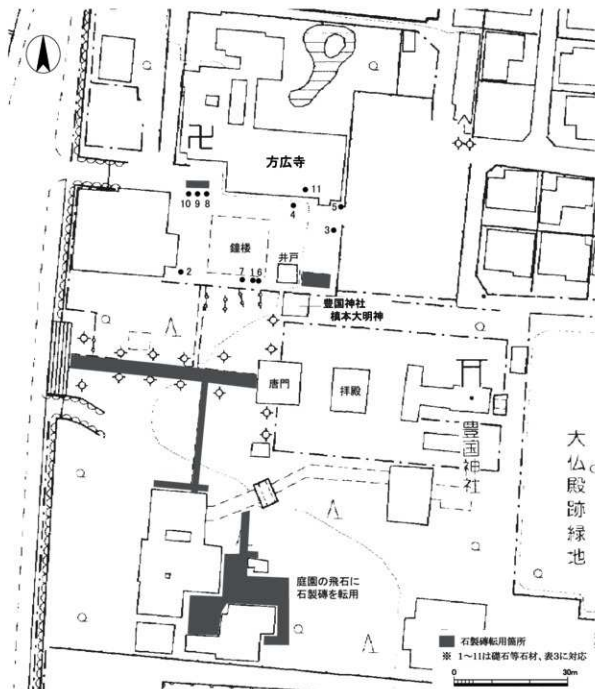 方広寺
11
10 9 8
4
5
3
鐘楼
井戸
2
7 1 6
豊国神社
槙本大明神
唐門
拝殿
豊国神社
大仏殿跡緑地
庭園の飛石に
石製磚を転用
石製磚転用箇所
※ 1〜11は礎石等石材、表3に対応
0 30m